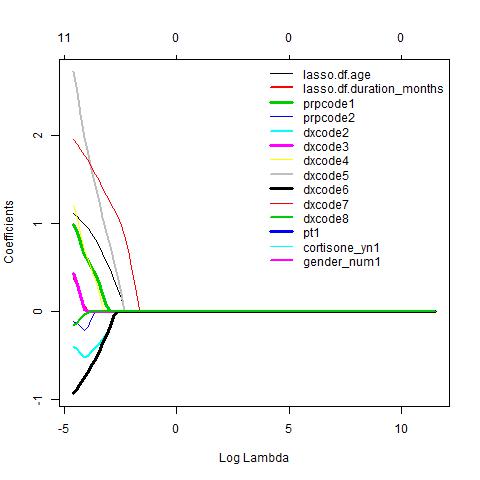 11 0 0 0
lasso.df.age
lasso.df.duration_months
prpcode1
prpcode2
dxcode2
dxcode3
dxcode4
dxcode5
dxcode6
dxcode7
dxcode8
pt1
cortisone_yn1
gender_num1
Coefficients
2
1
0
-1
-5 0 5 10
Log Lambda